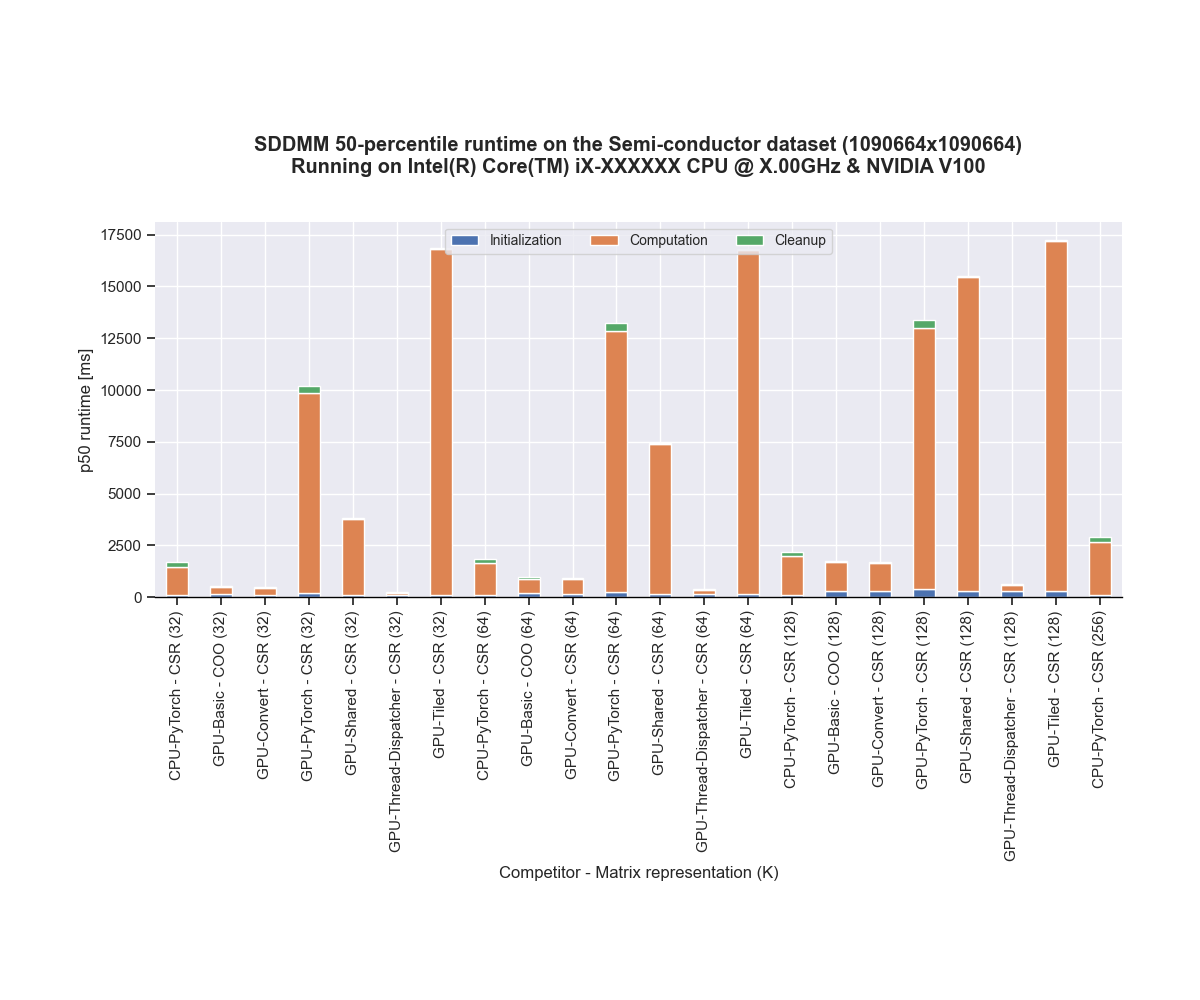 SDDMM 50-percentile runtime on the Semi-conductor dataset (1090664x1090664)
Running on Intel(R) Core(TM) iX-XXXXXX CPU @ X.00GHz & NVIDIA V100
Initialization Computation Cleanup
p50 runtime [ms]
17500
15000
12500
10000
7500
5000
2500
0
CPU-PyTorch - CSR (32)
GPU-Basic - COO (32)
GPU-Convert - CSR (32)
GPU-PyTorch - CSR (32)
GPU-Shared - CSR (32)
GPU-Thread-Dispatcher - CSR (32)
GPU-Tiled - CSR (32)
CPU-PyTorch - CSR (64)
GPU-Basic - COO (64)
GPU-Convert - CSR (64)
GPU-PyTorch - CSR (64)
GPU-Shared - CSR (64)
GPU-Thread-Dispatcher - CSR (64)
GPU-Tiled - CSR (64)
CPU-PyTorch - CSR (128)
GPU-Basic - COO (128)
GPU-Convert - CSR (128)
GPU-PyTorch - CSR (128)
GPU-Shared - CSR (128)
GPU-Thread-Dispatcher - CSR (128)
GPU-Tiled - CSR (128)
CPU-PyTorch - CSR (256)
Competitor - Matrix representation (K)